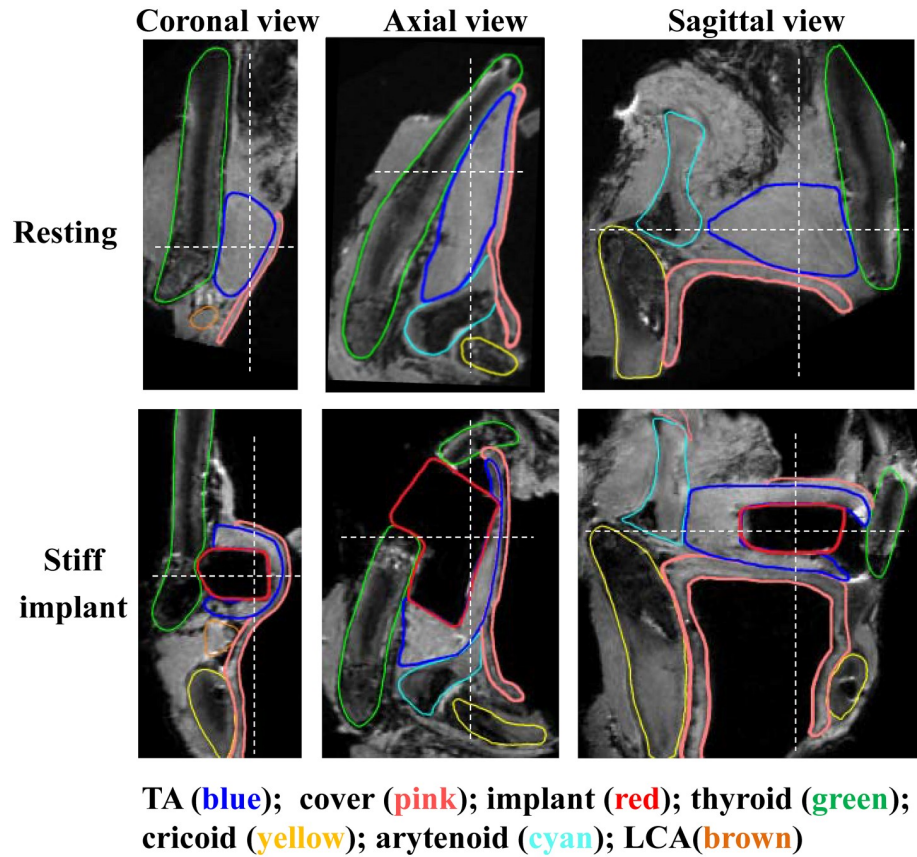 Coronal view Axial view Sagittal view
Resting
Stiff
implant
TA (blue); cover (pink); implant (red); thyroid (green);
cricoid (yellow); arytenoid (cyan); LCA(brown)